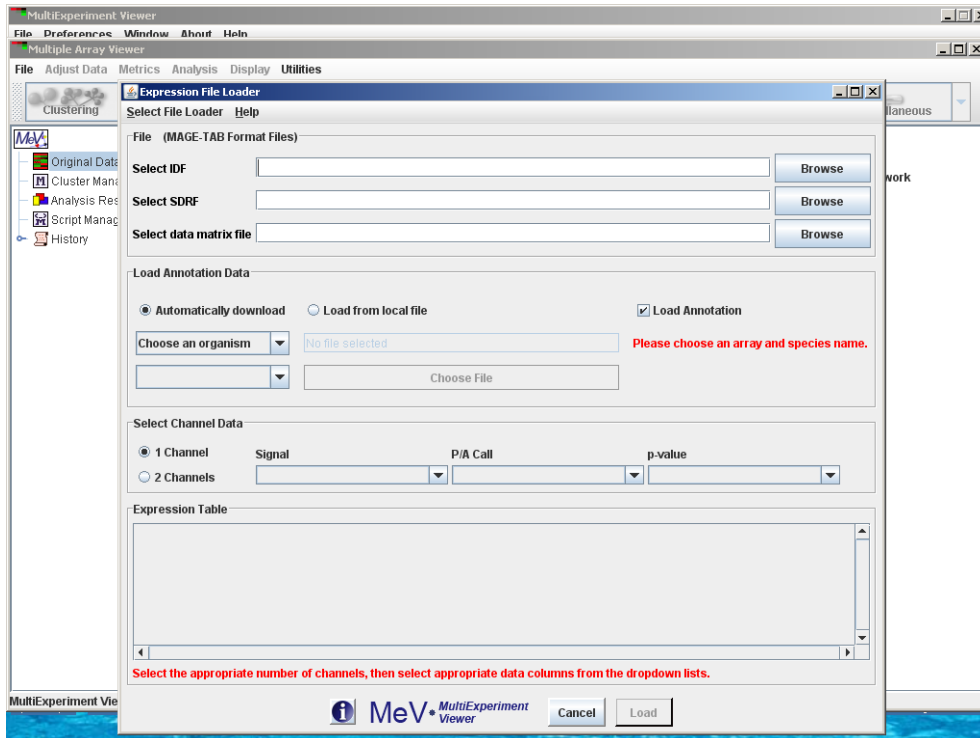 MultiExperiment Viewer
File Preferences Window About Help
Multiple Array Viewer
File Adjust Data Metrics Analysis Display Utilities
Clustering
llaneous
Expression File Loader
Select File Loader Help
MeV
Original Data
Cluster Mana
Analysis Res
Script Manag
History
work
File (MAGE-TAB Format Files)
Select IDF Browse
Select SDRF Browse
Select data matrix file Browse
Load Annotation Data
Automatically download Load from local file Load Annotation
Choose an organism No file selected Please choose an array and species name.
Choose File
Select Channel Data
1 Channel Signal P/A Call p-value
2 Channels
Expression Table
Select the appropriate number of channels, then select appropriate data columns from the dropdown lists.
MultiExperiment Vie
MeV MultiExperiment Viewer Cancel Load